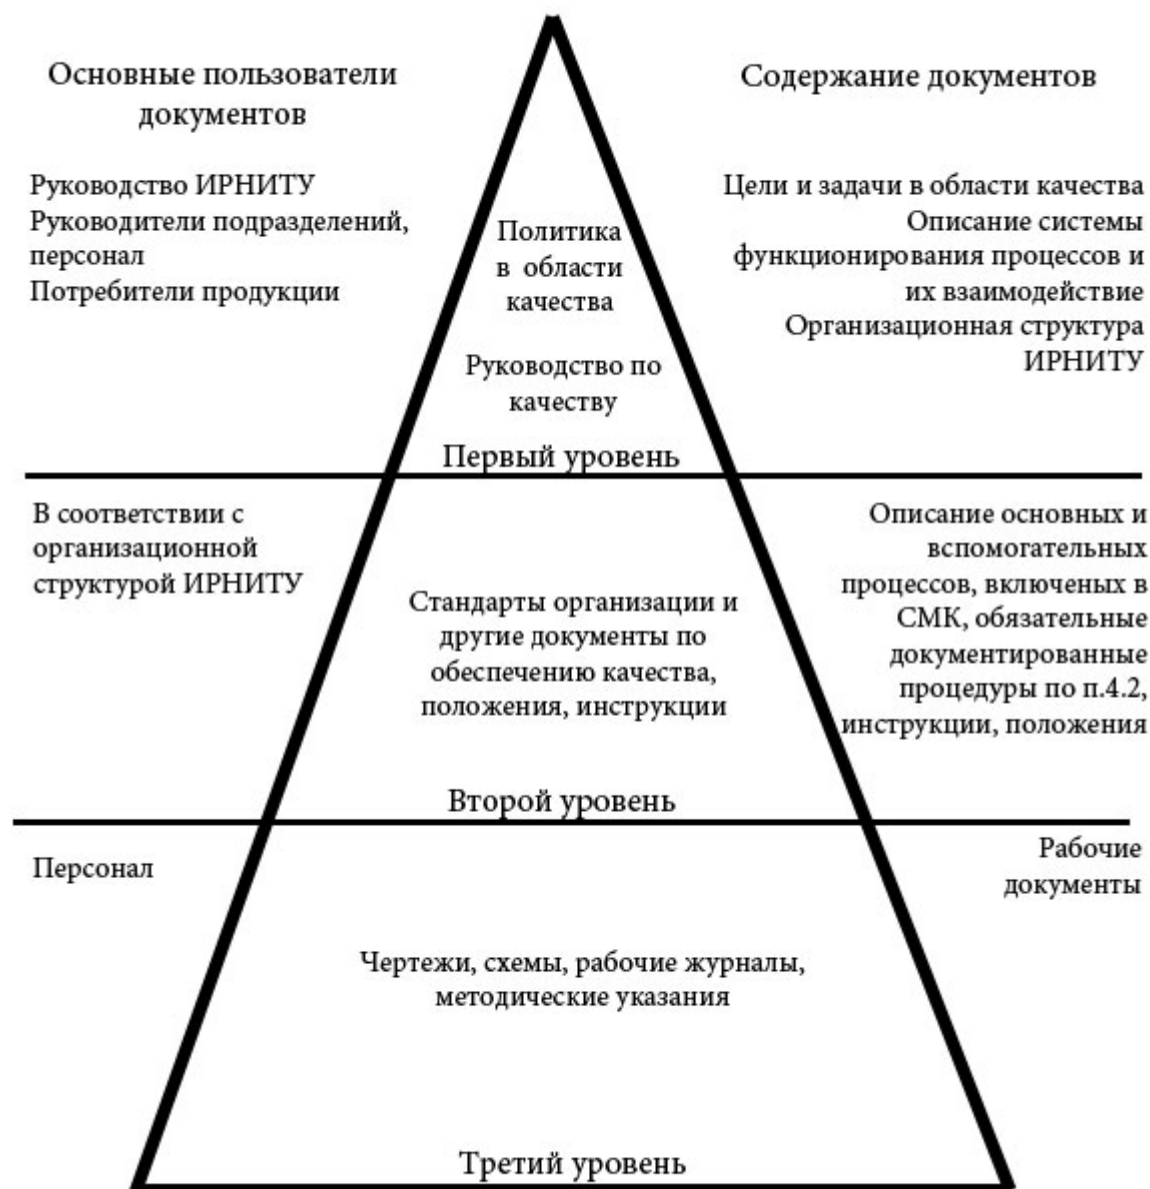 Основные пользователи
документов
Содержание документов
Руководство ИРНИТУ
Руководители подразделений,
персонал
Потребители продукции
Политика
в области
качества
Руководство по
качеству
Первый уровень
Цели и задачи в области качества
Описание системы
функционирования процессов и
их взаимодействие
Организационная структура
ИРНИТУ
В соответствии с
организационной
структурой ИРНИТУ
Стандарты организации и
другие документы по
обеспечению качества,
положения, инструкции
Второй уровень
Описание основных и
вспомогательных
процессов, включеных в
СМК, обязательные
документированные
процедуры по п.4.2,
инструкции, положения
Персонал
Чертежи, схемы, рабочие журналы,
методические указания
Третий уровень
Рабочие
документы